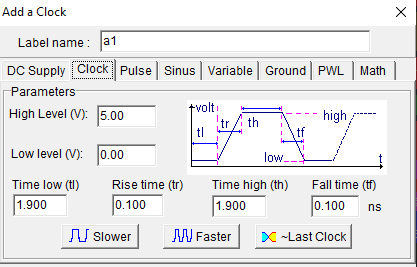 Add a Clock
Label name : a1
DC Supply Clock Pulse Sinus Variable Ground PWL Math
Parameters
High Level (V): 5.00
Low level (V): 0.00
volt
tl tr th tf high
low
t
Time low (tl) Rise time (tr) Time high (th) Fall time (tf)
1.900 0.100 1.900 0.100 ns
Slower Faster ~Last Clock